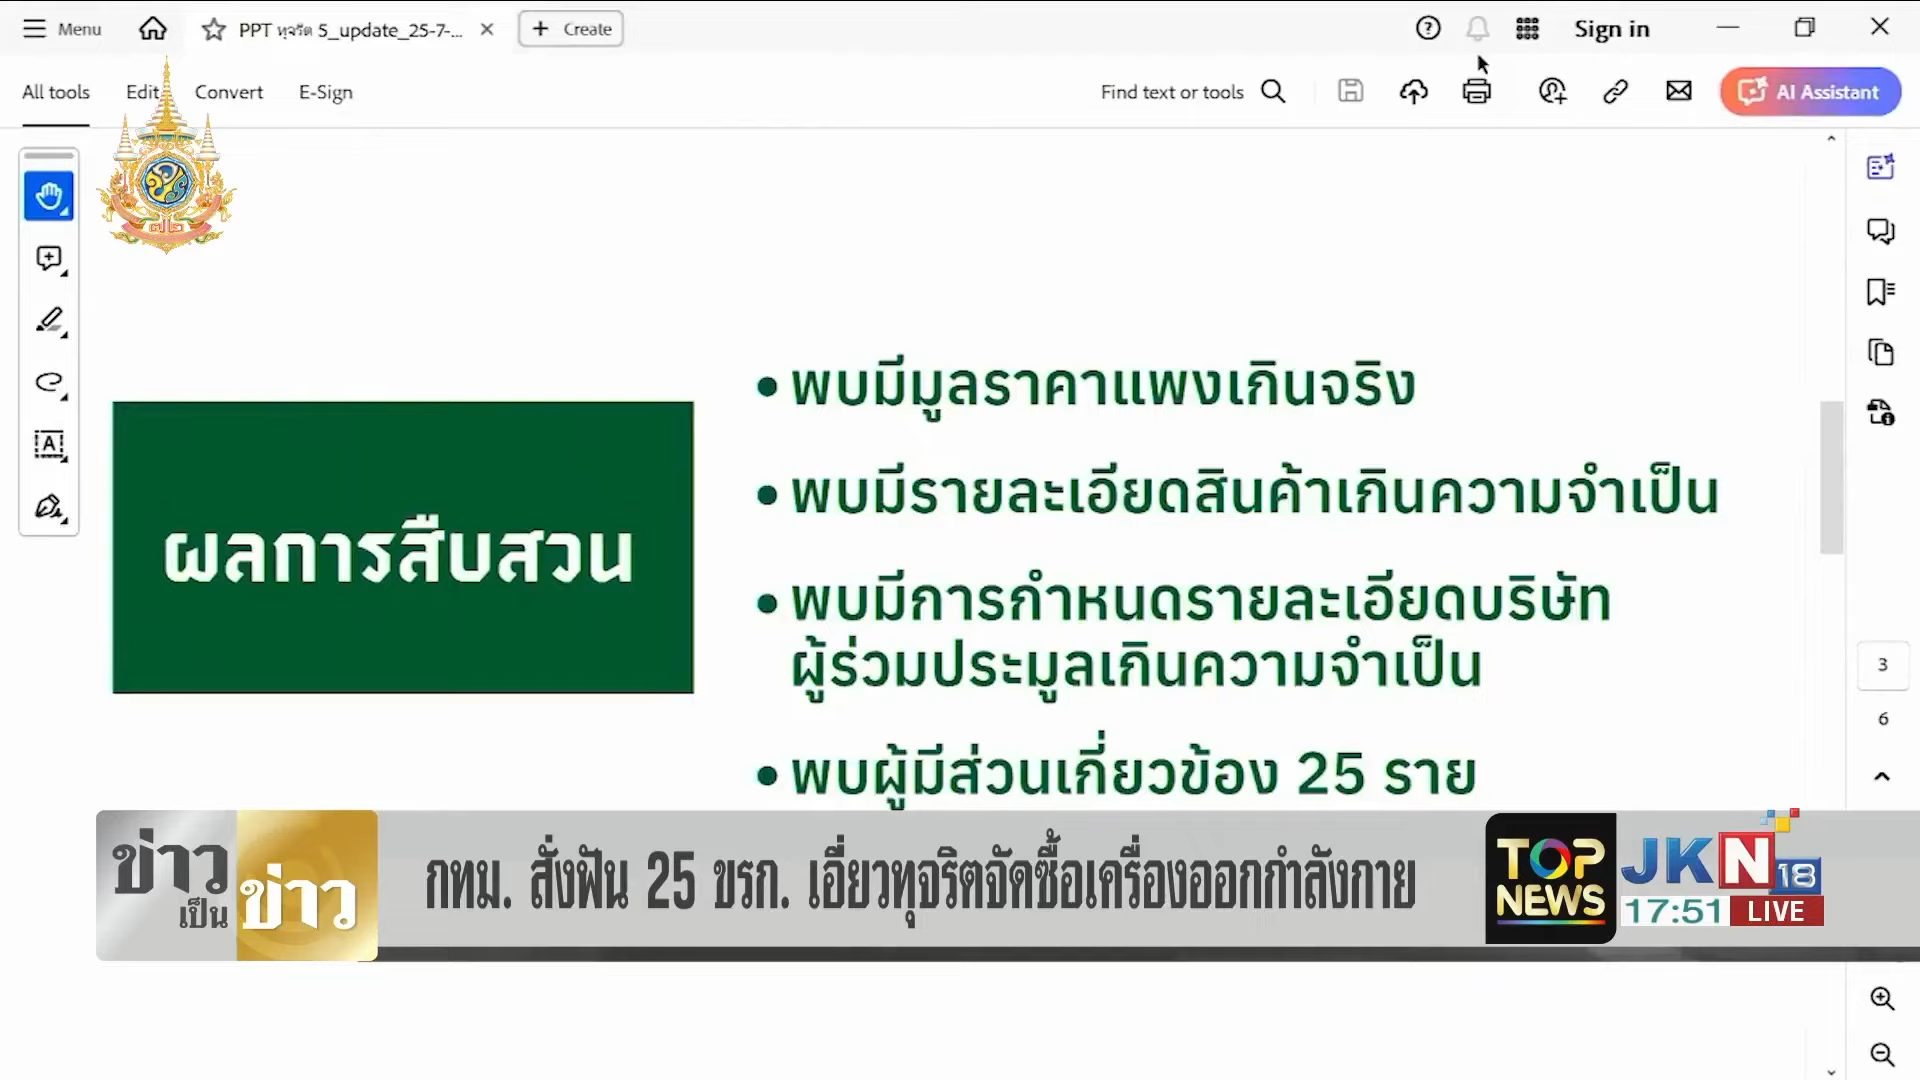 Menu
PPT ทุจริต 5_update_25-7-...
Create
Sign in
All tools
Edit
Convert
E-Sign
Find text or tools
AI Assistant
ผลการสืบสวน
• พบมีมูลราคาแพงเกินจริง
• พบมีรายละเอียดสินค้าเกินความจำเป็น
• พบมีการกำหนดรายละเอียดบริษัท
ผู้ร่วมประมูลเกินความจำเป็น
• พบผู้มีส่วนเกี่ยวข้อง 25 ราย
3
6
ข่าว
เป็น
ข่าว
กทม. สั่งฟัน 25 ขรก. เอี่ยวทุจริตจัดซื้อเครื่องออกกำลังกาย
TOP
NEWS
JKN 18
17:51 LIVE